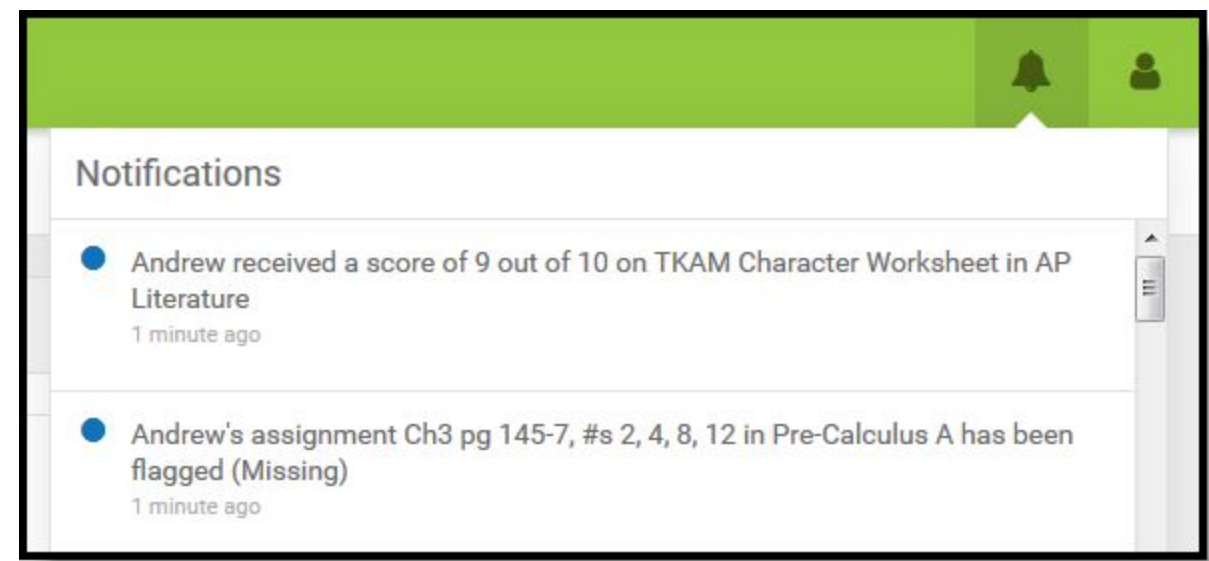 Notifications
Andrew received a score of 9 out of 10 on TKAM Character Worksheet in AP
Literature
1 minute ago
Andrew's assignment Ch3 pg 145-7, #s 2, 4, 8, 12 in Pre-Calculus A has been
flagged (Missing)
1 minute ago